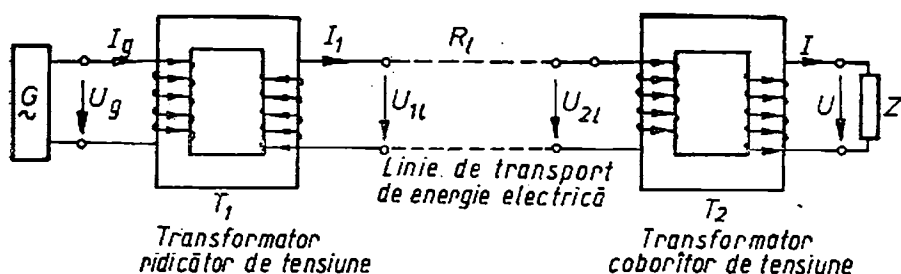 G
~
I_g
U_g
I_1
R_l
U_1l
U_2l
I
U
Z
Linie de transport
de energie electrică
T_1
Transformator
ridicător de tensiune
T_2
Transformator
coborîtor de tensiune